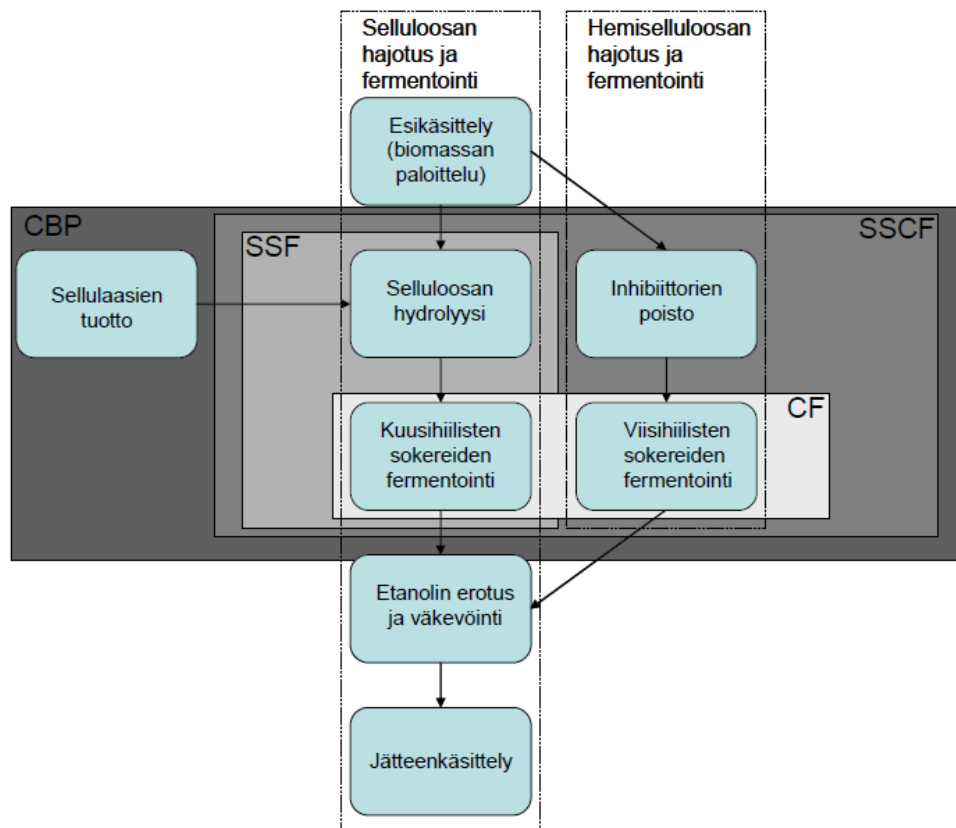 Selluloosan
hajotus ja
fermentointi
Hemiselluloosan
hajotus ja
fermentointi
Esikäsittely
(biomassan
paloittelu)
CBP
SSCF
SSF
Sellulaasien
tuotto
Selluloosan
hydrolyysi
Inhibiittorien
poisto
CF
Kuusihiilisten
sokereiden
fermentointi
Viisihiilisten
sokereiden
fermentointi
Etanolin erotus
ja väkevöinti
Jätteenkäsittely